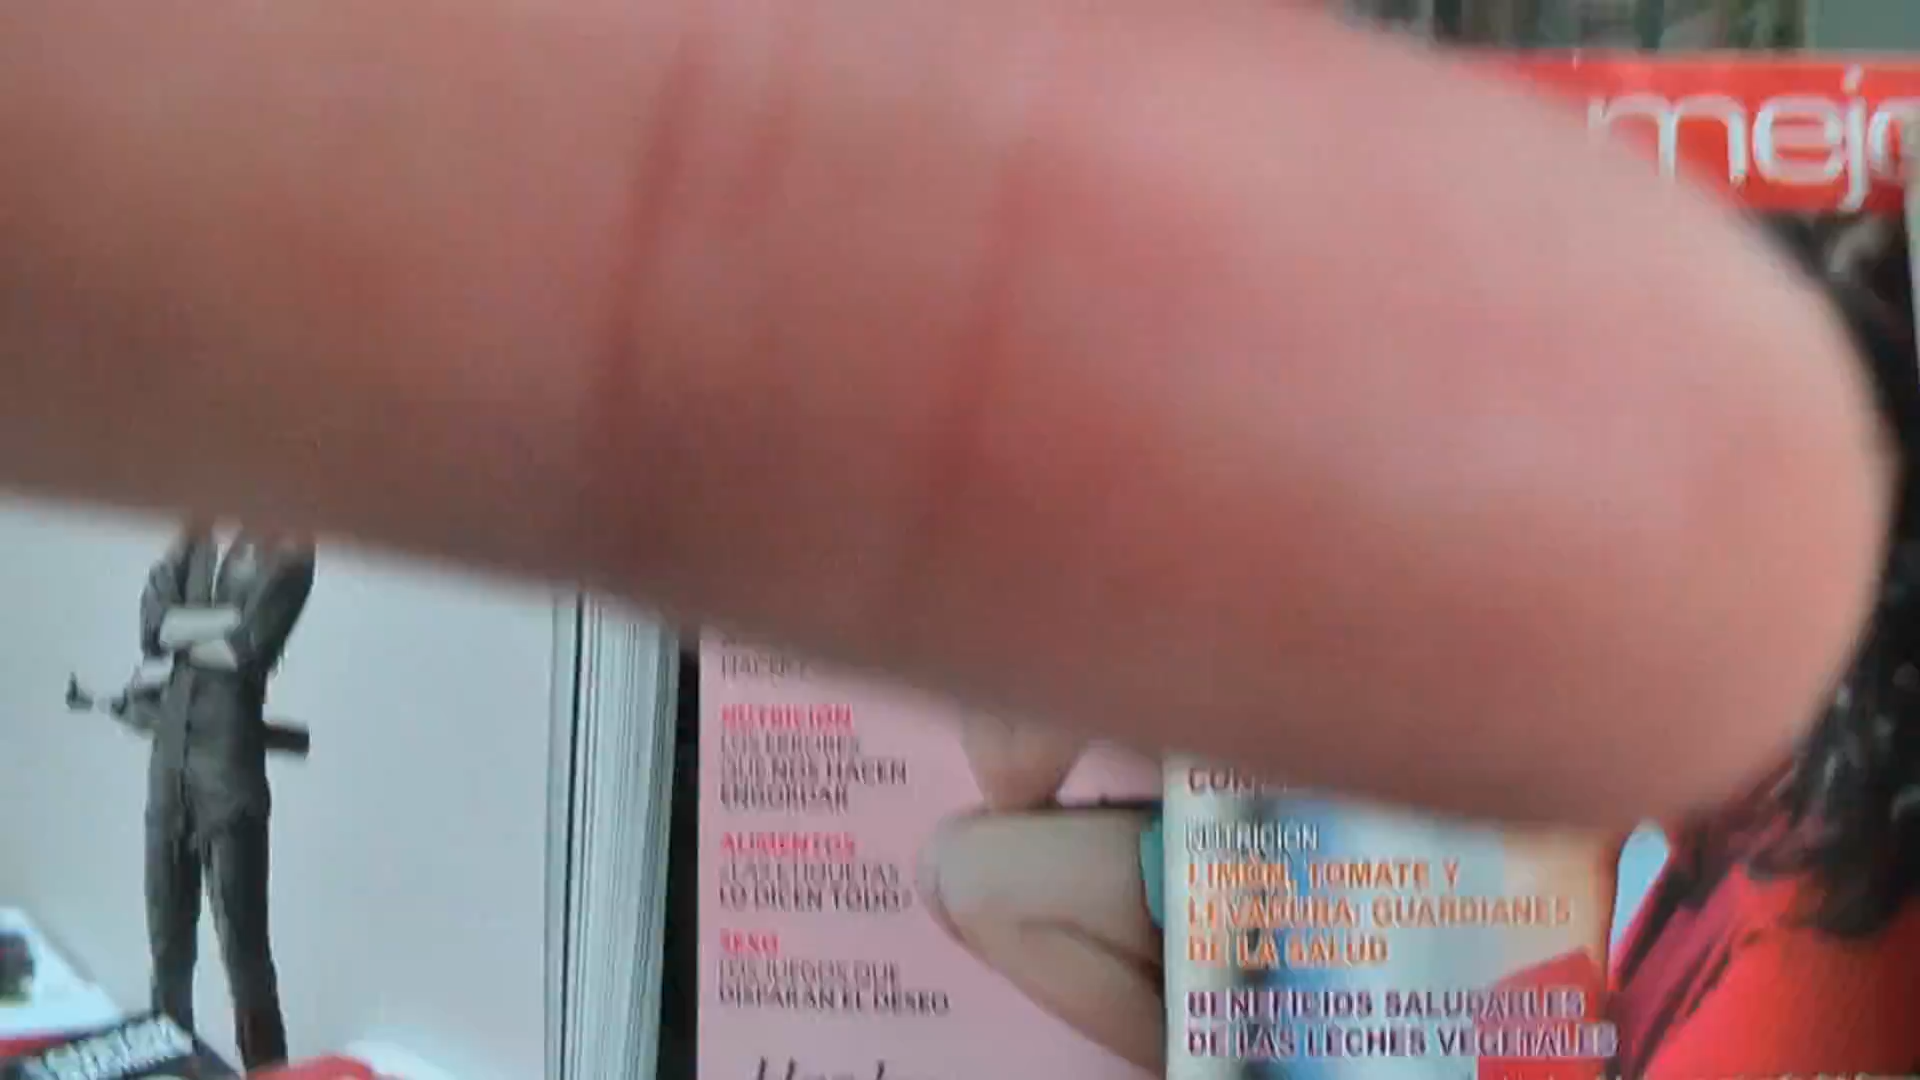 mejo
NUTRICIÓN
LOS ERRORES
QUE NOS HACEN
ENGORDAR
ALIMENTOS
¿LAS ETIQUETAS
LO DICEN TODO?
SEXO
LOS JUEGOS QUE
DISPARAN EL DESEO
NUTRICIÓN
LIMÓN, TOMATE Y
LEVADURA: GUARDIANES
DE LA SALUD
BENEFICIOS SALUDABLES
DE LAS LECHES VEGETALES